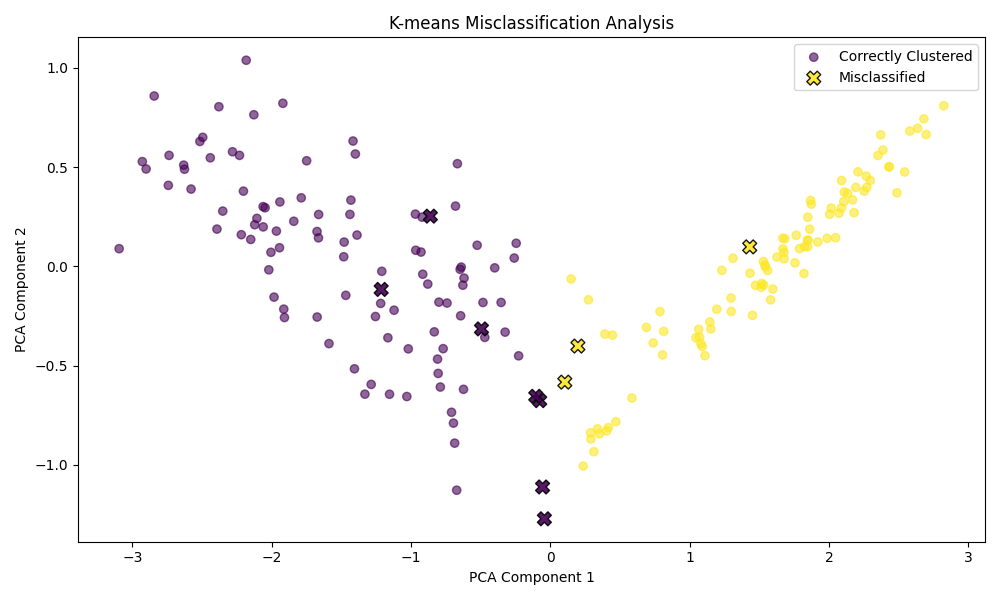 K-means Misclassification Analysis
Correctly Clustered
Misclassified
PCA Component 2
1.0
0.5
0.0
−0.5
−1.0
−3
−2
−1
0
1
2
3
PCA Component 1